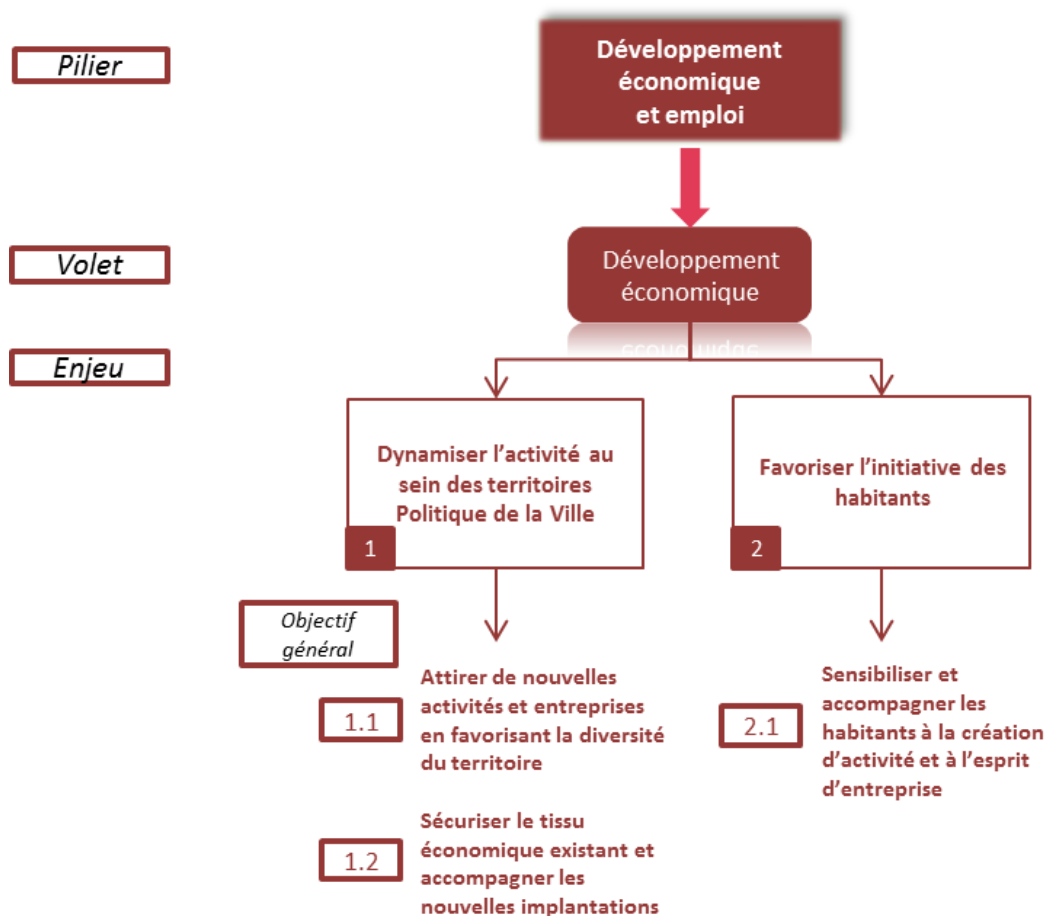 Pilier
Développement
économique
et emploi
Volet
Développement
économique
Enjeu
Dynamiser l'activité au
sein des territoires
Politique de la Ville
1
Favoriser l'initiative des
habitants
2
Objectif
général
1.1
Attirer de nouvelles
activités et entreprises
en favorisant la diversité
du territoire
1.2
Sécuriser le tissu
économique existant et
accompagner les
nouvelles implantations
2.1
Sensibiliser et
accompagner les
habitants à la création
d'activité et à l'esprit
d'entreprise